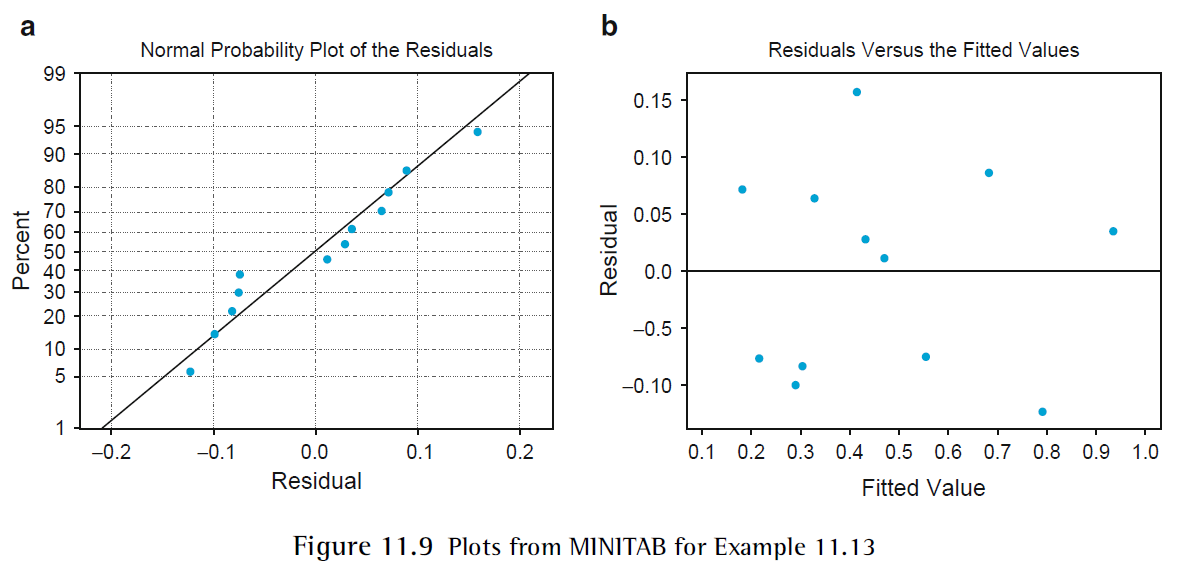 a
Normal Probability Plot of the Residuals
99
95
90
80
70
60
50
40
30
20
10
5
1
Percent
−0.2 −0.1 0.0 0.1 0.2
Residual
b
Residuals Versus the Fitted Values
0.15
0.10
0.05
0.0
−0.5
−0.10
Residual
0.1 0.2 0.3 0.4 0.5 0.6 0.7 0.8 0.9 1.0
Fitted Value
Figure 11.9 Plots from MINITAB for Example 11.13